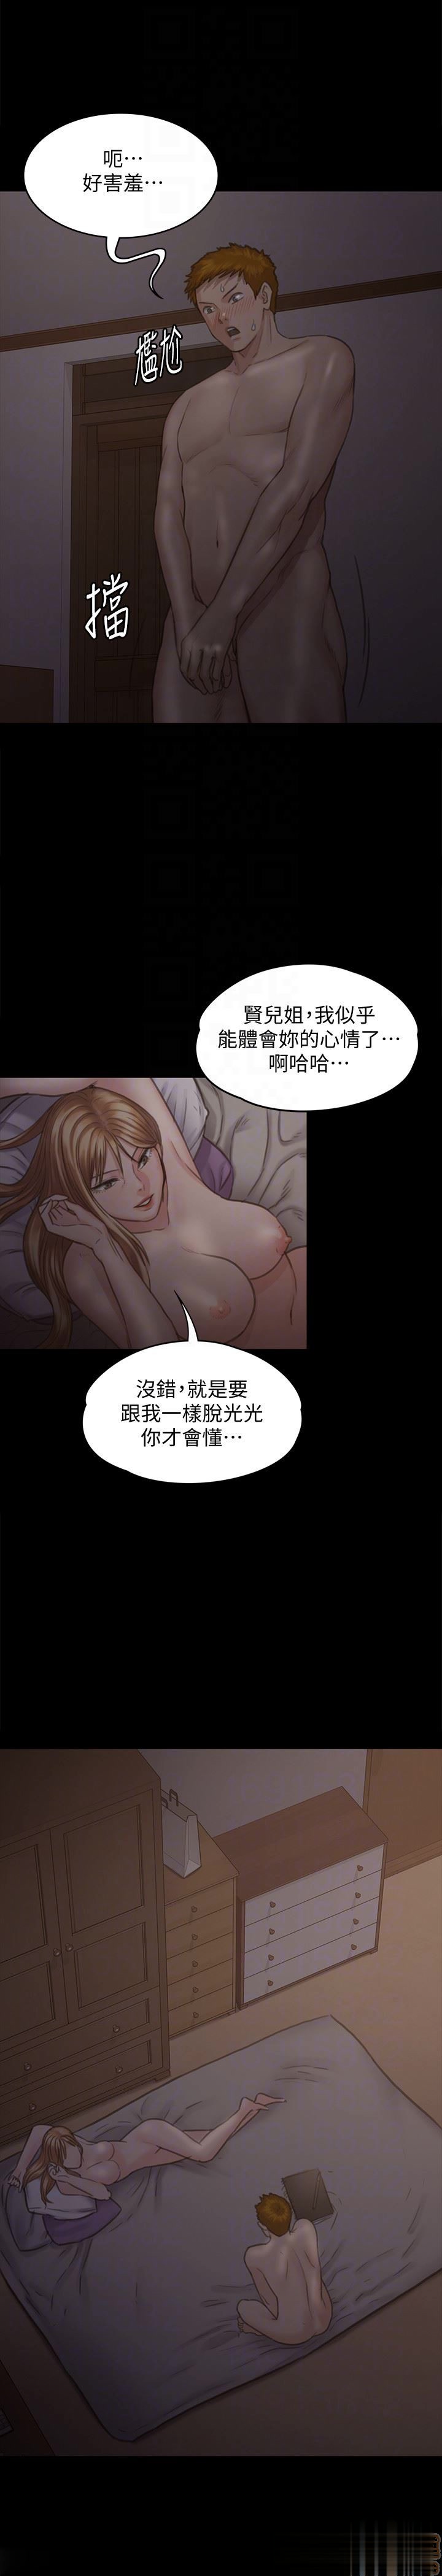 呃…
好害羞…
尷尬
擋
賢兒姐，我似乎
能體會妳的心情了…
啊哈哈…
沒錯，就是要
跟我一樣脫光光
你才會懂…